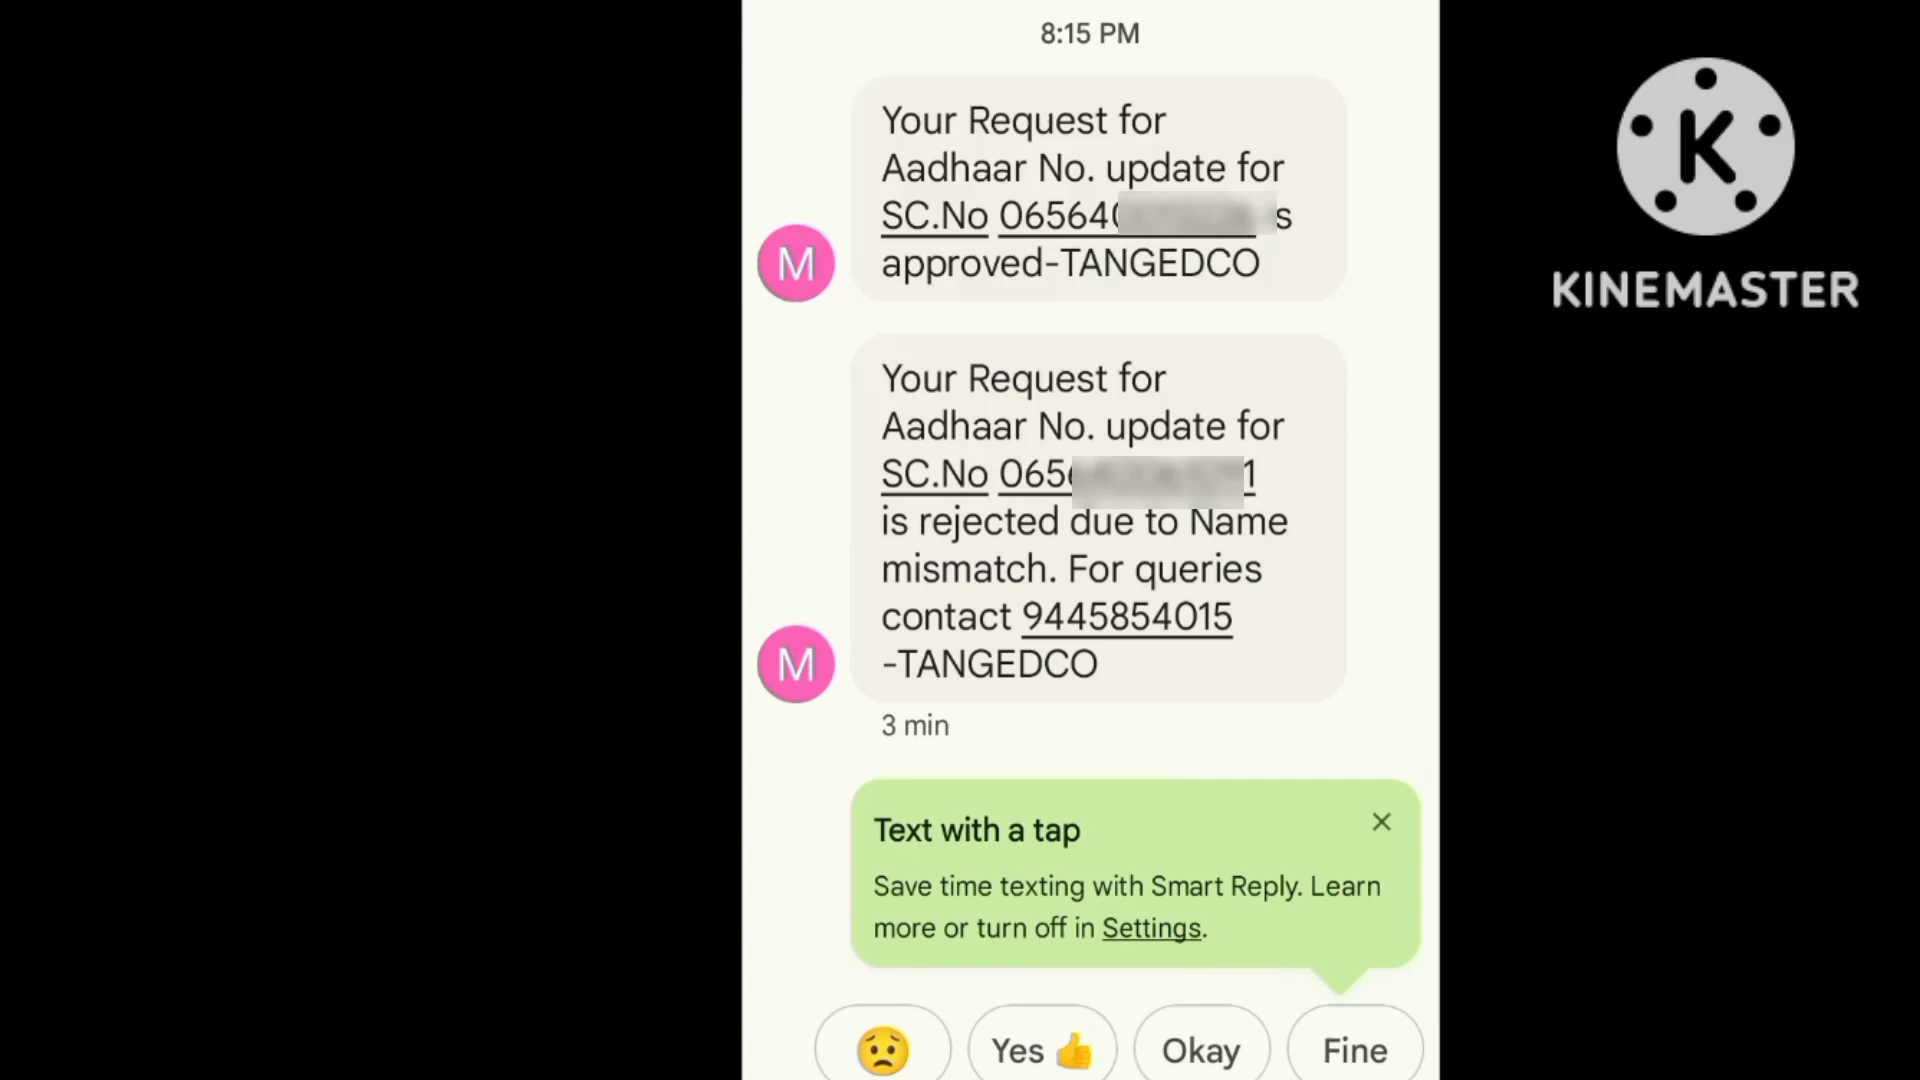 8:15 PM
Your Request for
Aadhaar No. update for
SC.No 06564
approved-TANGEDCO
M
Your Request for
Aadhaar No. update for
SC.No 065
is rejected due to Name
mismatch. For queries
contact 9445854015
-TANGEDCO
M
3 min
Text with a tap
Save time texting with Smart Reply. Learn
more or turn off in Settings.
Yes 👍
Okay
Fine
K
KINEMASTER